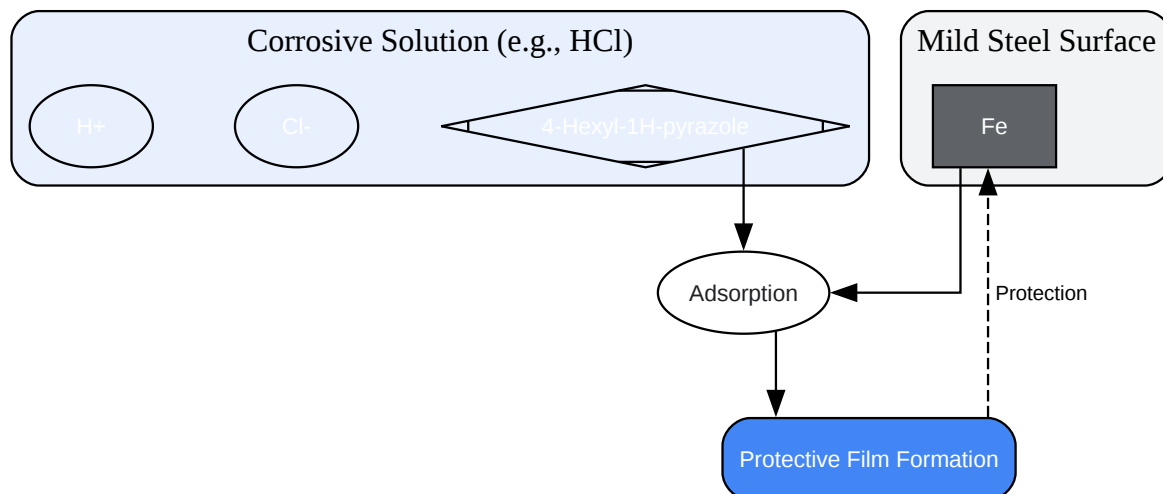 Corrosive Solution (e.g., HCl)
Mild Steel Surface
H+
Cl-
4-Hexyl-1H-pyrazole
Fe
Adsorption
Protection
Protective Film Formation